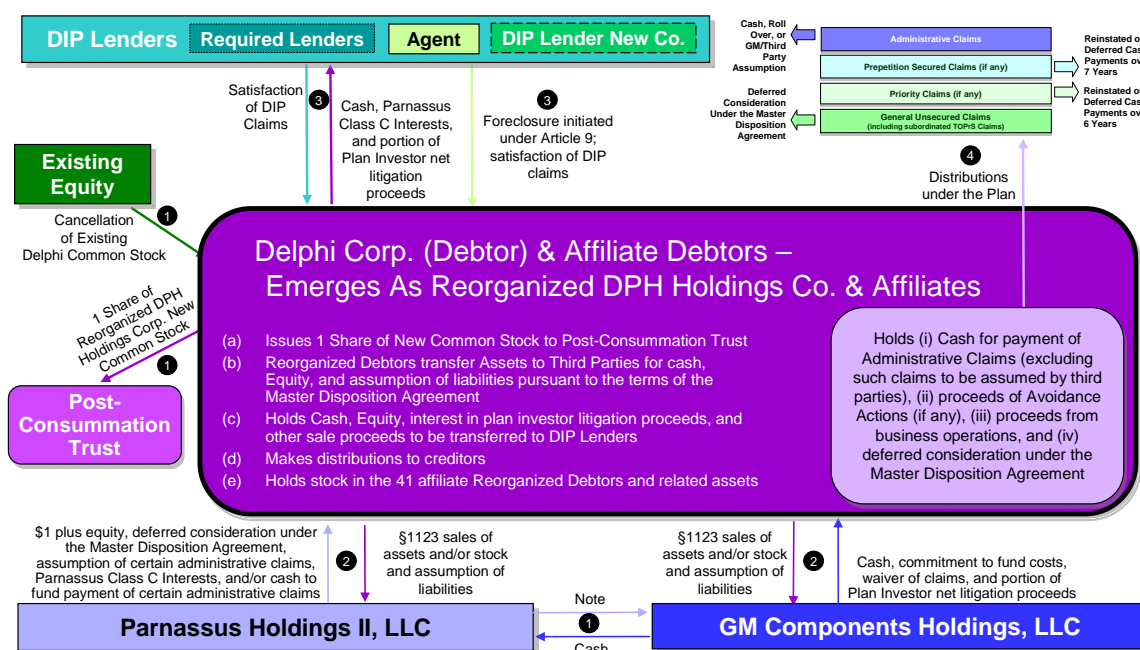 DIP Lenders
Required Lenders
Agent
DIP Lender New Co.
Cash, Roll
Over, or
GM/Third
Party
Assumption
Administrative Claims
Prepetition Secured Claims (if any)
Priority Claims (if any)
General Unsecured Claims
(including subordinated TOPrS Claims)
Reinstated o
Deferred Cas
Payments ov
7 Years
Reinstated o
Deferred Cas
Payments ov
6 Years
Deferred
Consideration
Under the Master
Disposition
Agreement
Satisfaction
of DIP
Claims
3
Cash, Parnassus
Class C Interests,
and portion of
Plan Investor net
litigation
proceeds
3
Foreclosure initiated
under Article 9;
satisfaction of DIP
claims
4
Distributions
under the Plan
Existing
Equity
1
Cancellation
of Existing
Delphi Common Stock
1 Share of
Reorganized DPH
Holdings Corp. New
Common Stock
1
Post-
Consummation
Trust
Delphi Corp. (Debtor) & Affiliate Debtors –
Emerges As Reorganized DPH Holdings Co. & Affiliates
(a) Issues 1 Share of New Common Stock to Post-Consummation Trust
(b) Reorganized Debtors transfer Assets to Third Parties for cash,
Equity, and assumption of liabilities pursuant to the terms of the
Master Disposition Agreement
(c) Holds Cash, Equity, interest in plan investor litigation proceeds, and
other sale proceeds to be transferred to DIP Lenders
(d) Makes distributions to creditors
(e) Holds stock in the 41 affiliate Reorganized Debtors and related assets
Holds (i) Cash for payment of
Administrative Claims (excluding
such claims to be assumed by third
parties), (ii) proceeds of Avoidance
Actions (if any), (iii) proceeds from
business operations, and (iv)
deferred consideration under the
Master Disposition Agreement
$1 plus equity, deferred consideration under
the Master Disposition Agreement,
assumption of certain administrative claims,
Parnassus Class C Interests, and/or cash to
fund payment of certain administrative claims
2
§1123 sales of
assets and/or stock
and assumption of
liabilities
§1123 sales of
assets and/or stock
and assumption of
liabilities
2
Cash, commitment to fund costs,
waiver of claims, and portion of
Plan Investor net litigation proceeds
Parnassus Holdings II, LLC
Note
1
Cash
GM Components Holdings, LLC